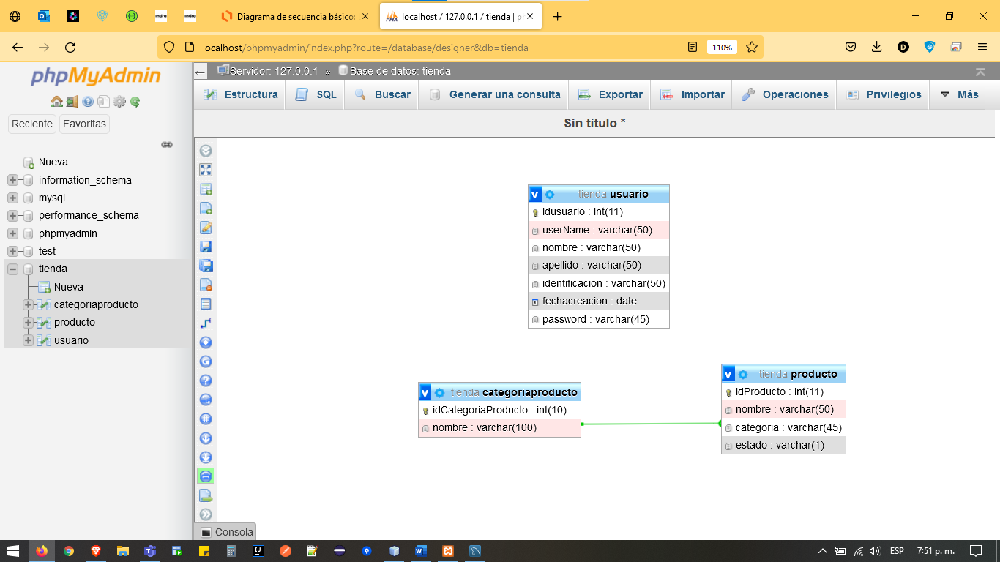 Diagrama de secuencia básico:
localhost / 127.0.0.1 / tienda | p
localhost/phpmyadmin/index.php?route=/database/designer&db=tienda
110%
phpMyAdmin
Reciente
Favoritas
Nueva
information_schema
mysql
performance_schema
phpmyadmin
test
tienda
Nueva
categoriaproducto
producto
usuario
Servidor: 127.0.0.1 » Base de datos: tienda
Estructura
SQL
Buscar
Generar una consulta
Exportar
Importar
Operaciones
Privilegios
Más
Sin título *
tienda usuario
idusuario : int(11)
userName : varchar(50)
nombre : varchar(50)
apellido : varchar(50)
identificacion : varchar(50)
fechacreacion : date
password : varchar(45)
tienda categoriaproducto
idCategoriaProducto : int(10)
nombre : varchar(100)
tienda producto
idProducto : int(11)
nombre : varchar(50)
categoria : varchar(45)
estado : varchar(1)
Consola
ESP
7:51 p. m.